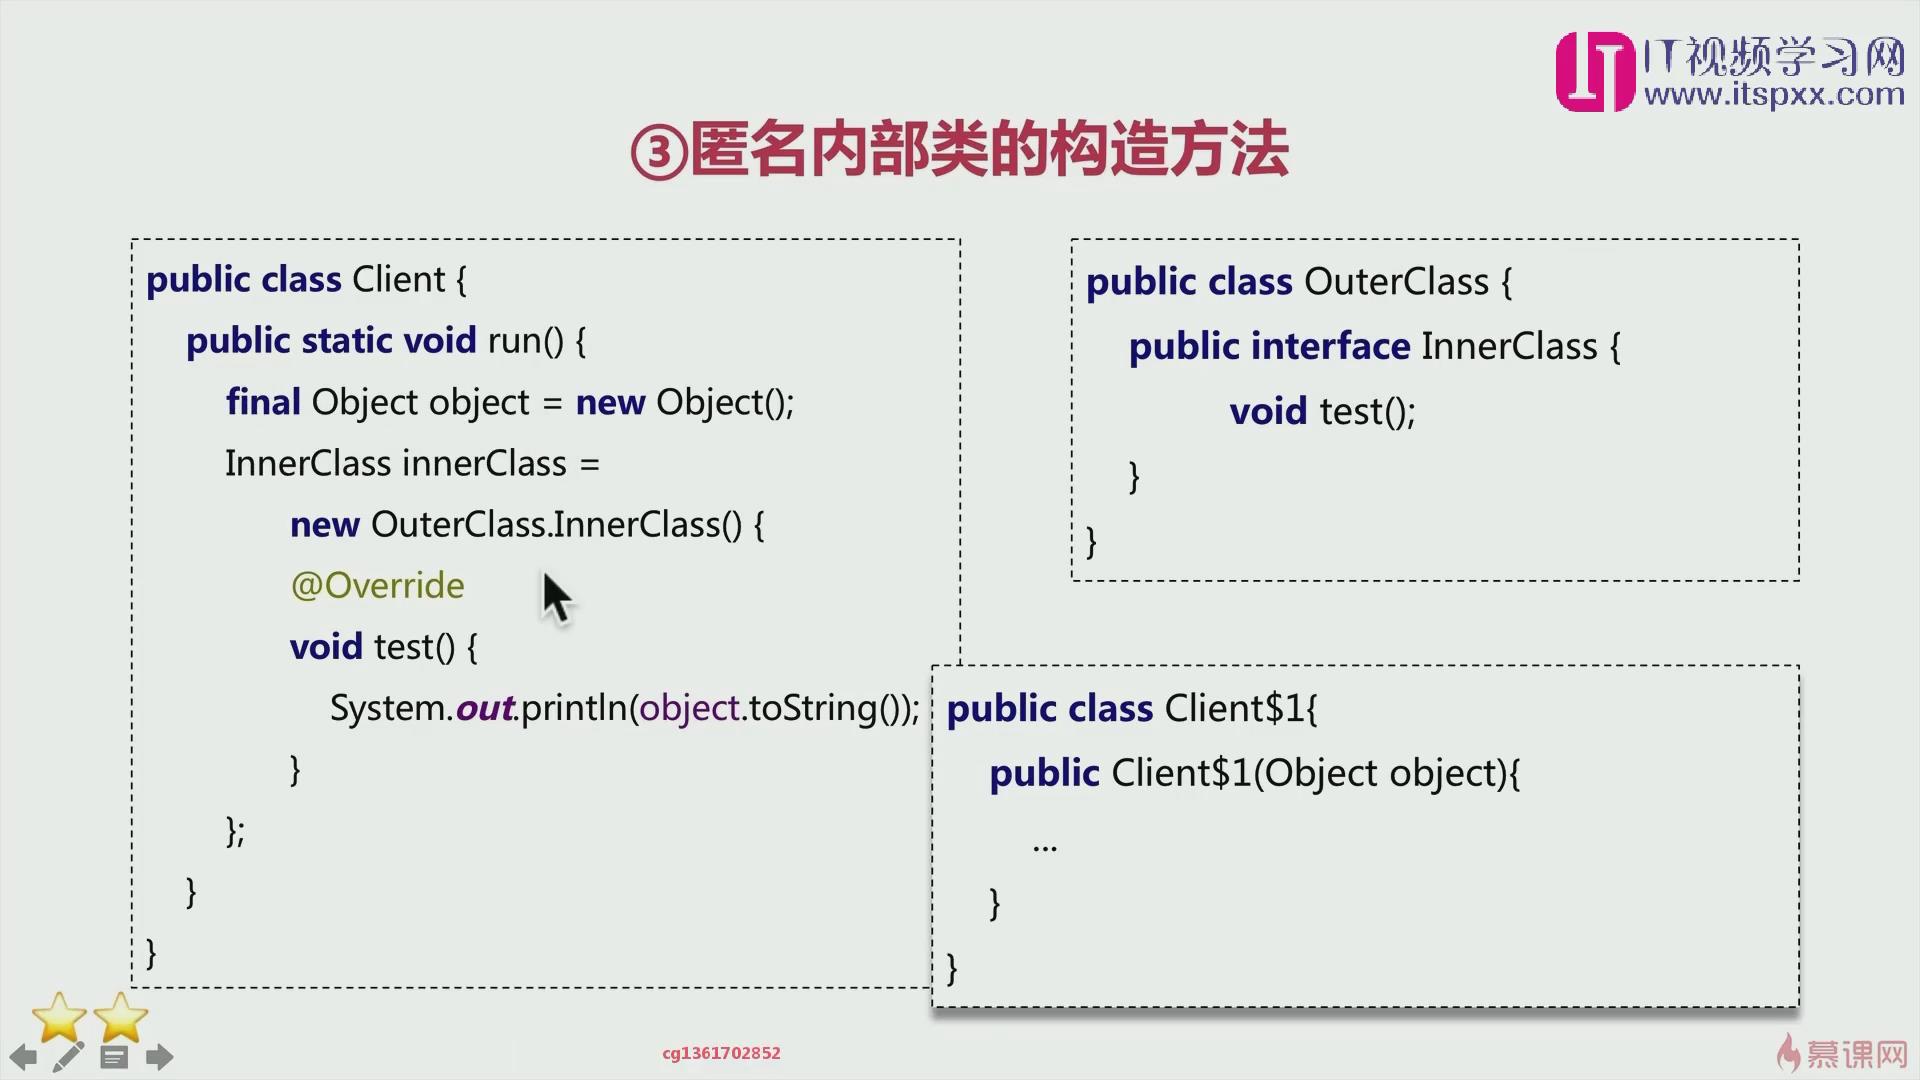 IT视频学习网
www.itspxx.com
③匿名内部类的构造方法
public class Client {
public static void run() {
final Object object = new Object();
InnerClass innerClass =
new OuterClass.InnerClass() {
@Override
void test() {
System.out.println(object.toString());
}
};
}
}
public class OuterClass {
public interface InnerClass {
void test();
}
}
public class Client$1{
public Client$1(Object object){
...
}
}
cg1361702852
慕课网